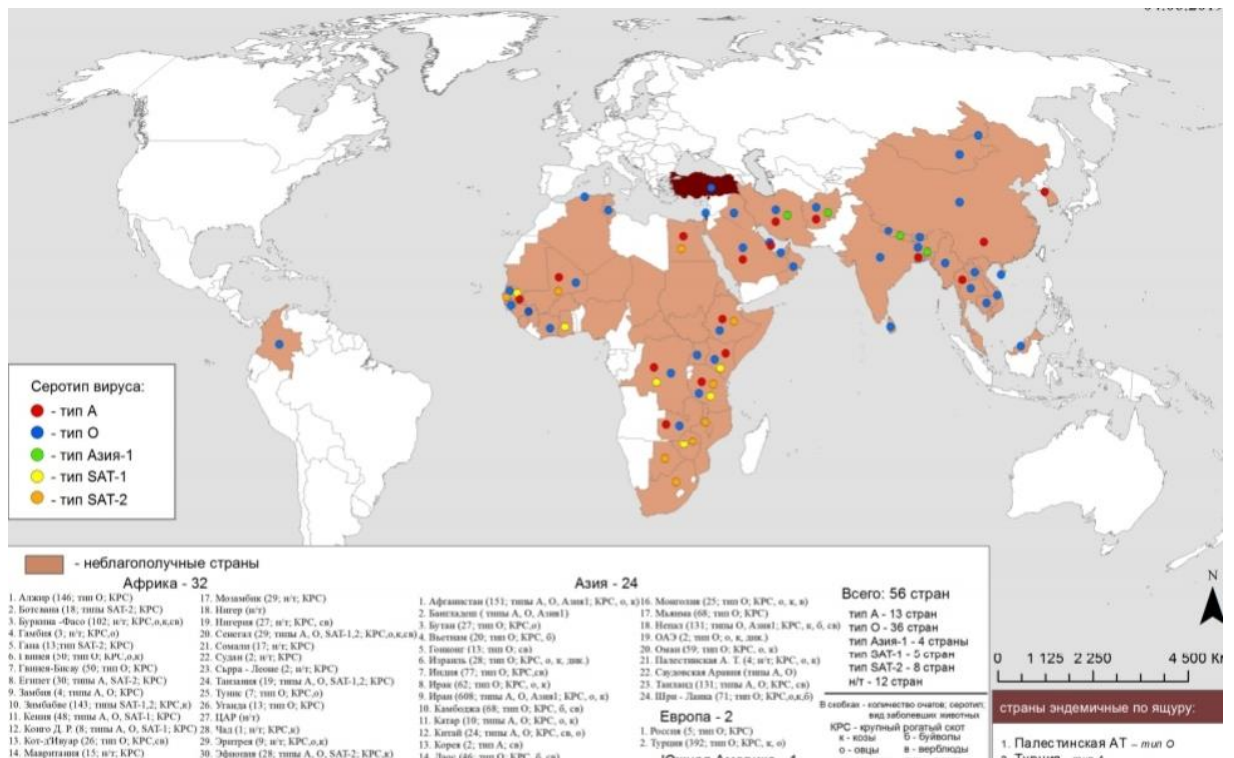 Серотип вируса:
- тип А
- тип О
- тип Азия-1
- тип SAT-1
- тип SAT-2
- неблагополучные страны
Африка - 32
1. Алжир (146; тип О; КРС)
2. Ботсвана (18; типы SAT-2; КРС)
3. Буркина -Фасо (102; н/т; КРС,о,к,св)
4. Гамбия (3; н/т; КРС,о)
5. Гана (13;тип SAT-2; КРС)
6. Гвинея (50; тип О; КРС,о,к)
7. Гвинея-Бисау (50; тип О; КРС)
8. Египет (30; типы А, SAT-2; КРС)
9. Замбия (4; типы А, О; КРС)
10. Зимбабве (143; типы SAT-1,2; КРС,к)
11. Кения (48; типы А, О, SAT-1; КРС)
12. Конго Д. Р. (8; типы А, О, SAT-1; КРС)
13. Кот-д'Ивуар (26; тип О; КРС,св)
14. Мавритания (15; н/т; КРС)
17. Мозамбик (29; н/т; КРС)
18. Нигер (н/т)
19. Нигерия (27; н/т; КРС, св)
20. Сенегал (29; типы А, О, SAT-1,2; КРС,о,к,св)
21. Сомали (17; н/т; КРС)
22. Судан (2; н/т; КРС)
23. Сьрра - Леоне (2; н/т; КРС)
24. Танзания (19; типы А, О, SAT-1,2; КРС)
25. Тунис (7; тип О; КРС,о)
26. Уганда (13; тип О; КРС)
27. ЦАР (н/т)
28. Чад (1; н/т; КРС,к)
29. Эритрея (9; н/т; КРС,о,к)
30. Эфиопия (28; типы А, О, SAT-2; КРС,к)
Азия - 24
1. Афганистан (151; типы А, О, Азия1; КРС, о, к)
2. Бангладеш ( типы А, О, Азия1)
3. Бутан (27; тип О; КРС,о)
4. Вьетнам (20; тип О; КРС, б)
5. Гонконг (13; тип О; св)
6. Израиль (28; тип О; КРС, о, к, дик.)
7. Индия (77; тип О; КРС, св)
8. Ирак (62; тип О; КРС, о, к)
9. Иран (608; типы А, О, Азия1; КРС, о, к)
10. Камбоджа (68; тип О; КРС, б, св)
11. Катар (10; типы А, О; КРС, о, к)
12. Китай (24; типы А, О; КРС, св, о)
13. Корея (2; тип А; св)
14. Лаос (46; тип О; КРС, б, св)
16. Монголия (25; тип О; КРС, о, к, в)
17. Мьянма (68; тип О; КРС)
18. Непал (131; типы О, Азия1; КРС, к, б, св)
19. ОАЭ (2; тип О; о, к, дик.)
20. Оман (59; тип О; КРС, о, к)
21. Палестинская А. Т. (4; н/т; КРС, о, к)
22. Саудовская Аравия (типы А, О)
23. Таиланд (131; типы А, О; КРС, св)
24. Шри - Ланка (71; тип О; КРС,о,к,б)
Европа - 2
1. Россия (5; тип О; КРС)
2. Турция (392; тип О; КРС, к, о)
Всего: 56 стран
тип А - 13 стран
тип О - 36 стран
тип Азия-1 - 4 страны
тип SAT-1 - 5 стран
тип SAT-2 - 8 стран
н/т - 12 стран
В скобках - количество очагов; серотип;
вид заболевших животных
КРС - крупный рогатый скот
к - козы б - буйволы
о - овцы в - верблюды
N
0 1 125 2 250 4 500 Km
страны эндемичные по ящуру:
1. Палестинская АТ – тип О